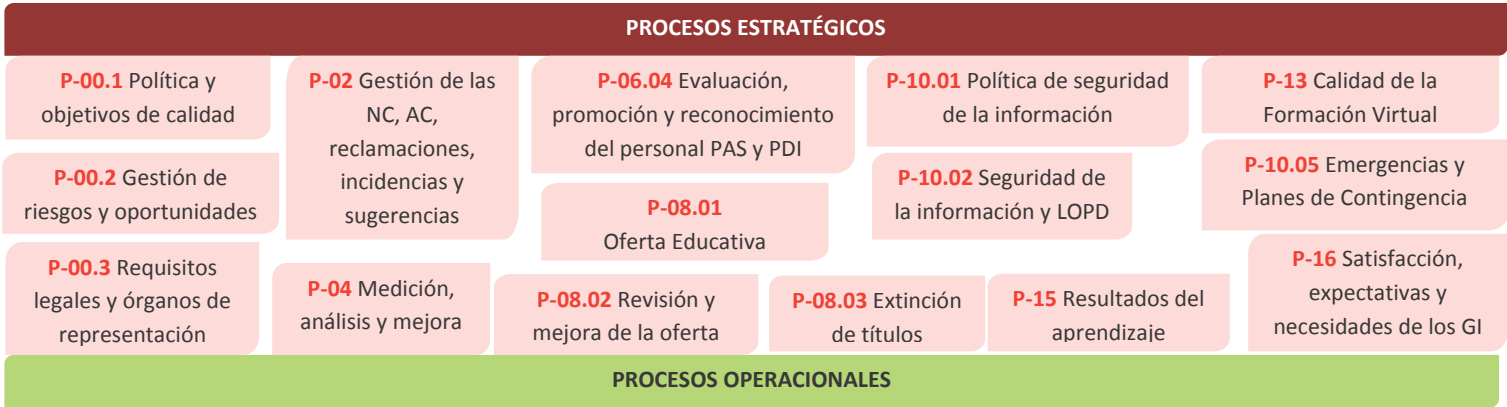 PROCESOS ESTRATÉGICOS
P-00.1 Política y
objetivos de calidad
P-00.2 Gestión de
riesgos y oportunidades
P-00.3 Requisitos
legales y órganos de
representación
P-02 Gestión de las
NC, AC,
reclamaciones,
incidencias y
sugerencias
P-04 Medición,
análisis y mejora
P-06.04 Evaluación,
promoción y reconocimiento
del personal PAS y PDI
P-08.01
Oferta Educativa
P-08.02 Revisión y
mejora de la oferta
P-08.03 Extinción
de títulos
P-10.01 Política de seguridad
de la información
P-10.02 Seguridad de
la información y LOPD
P-15 Resultados del
aprendizaje
P-13 Calidad de la
Formación Virtual
P-10.05 Emergencias y
Planes de Contingencia
P-16 Satisfacción,
expectativas y
necesidades de los GI
PROCESOS OPERACIONALES